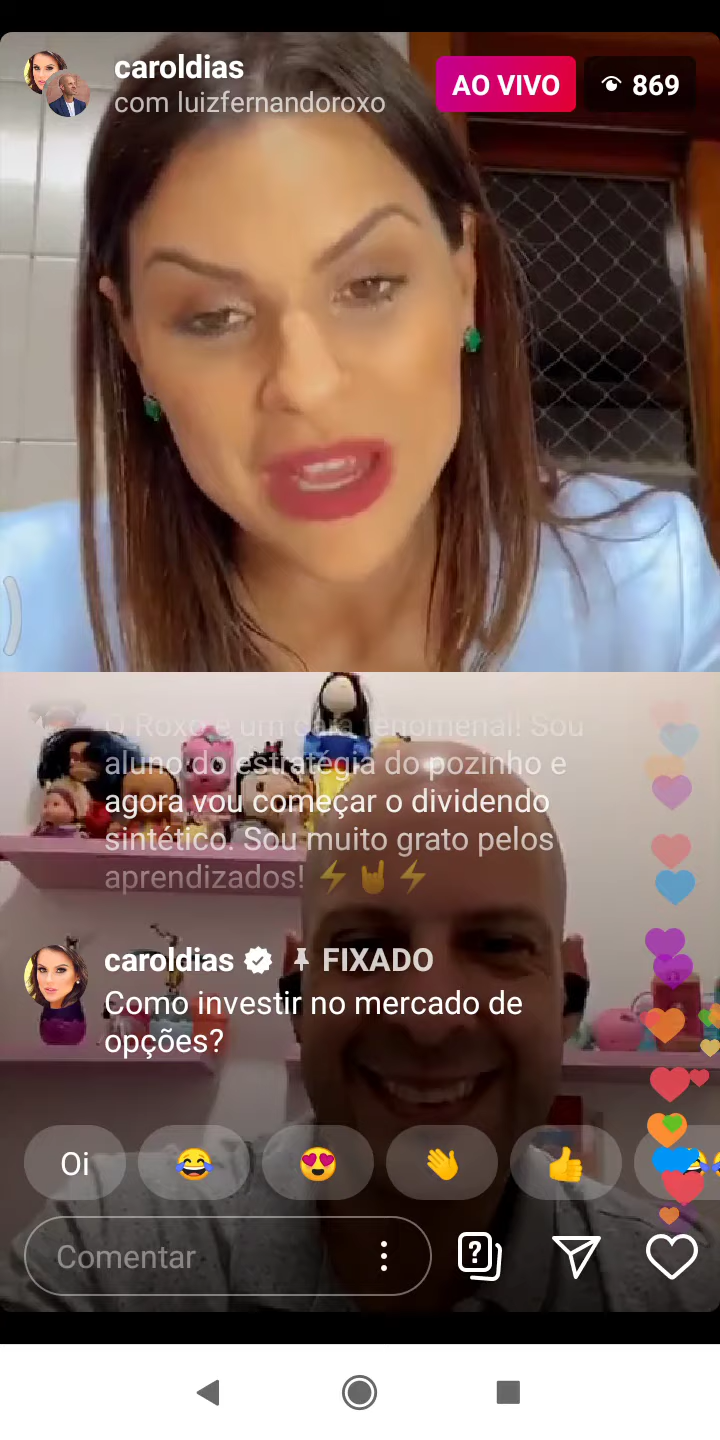 caroldias
com luizfernandoroxo
AO VIVO
869
O Roxo é um cara fenomenal! Sou
aluno do estratégia do pozinho e
agora vou começar o dividendo
sintético. Sou muito grato pelos
aprendizados! ⚡🤘⚡
caroldias FIXADO
Como investir no mercado de
opções?
Oi 😂 😍 👋 👍 😂
Comentar